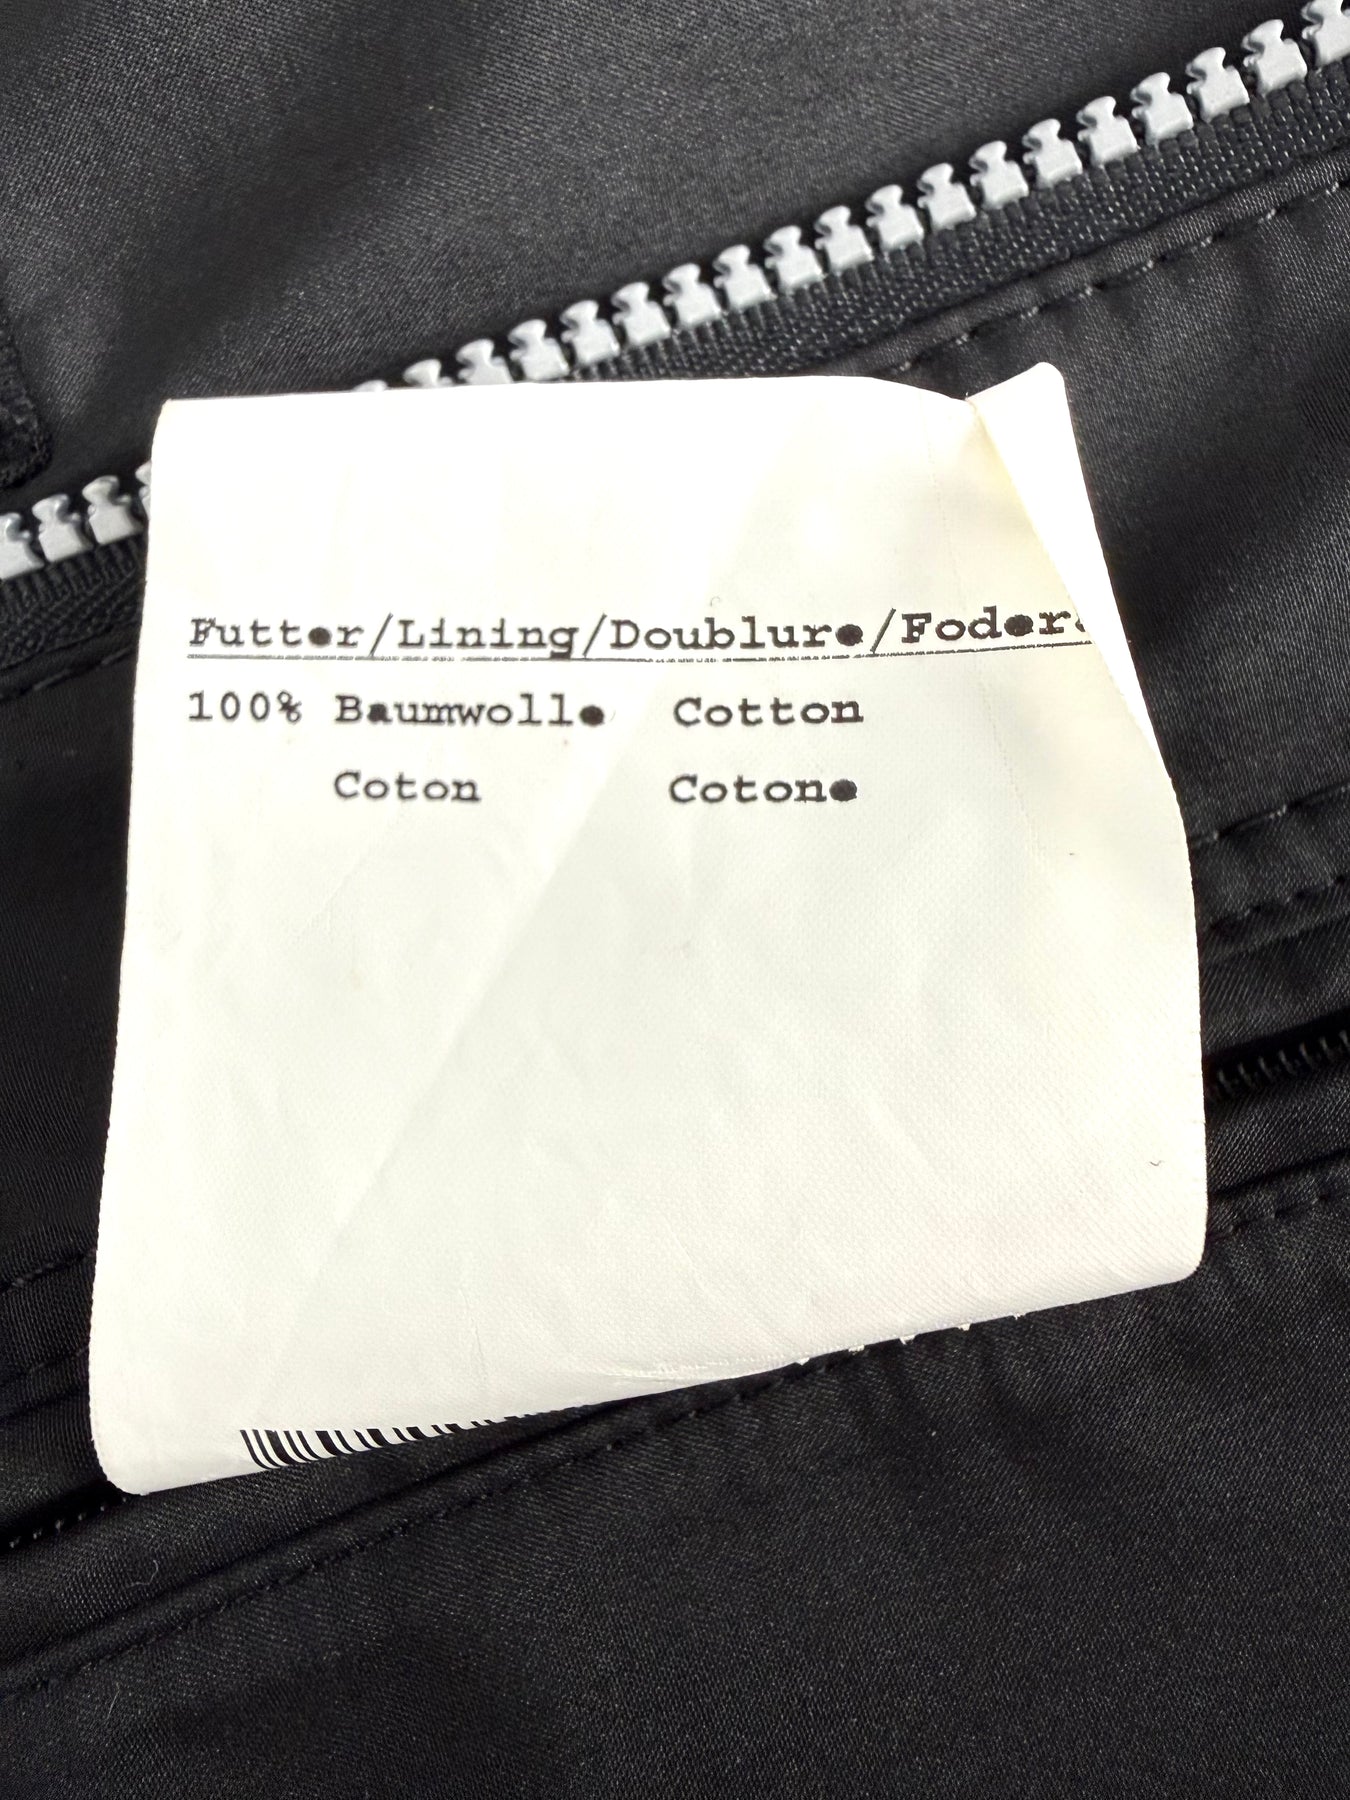 Futter/Lining/Doublure/Fodera
100% Baumwolle Cotton
Coton Cotone